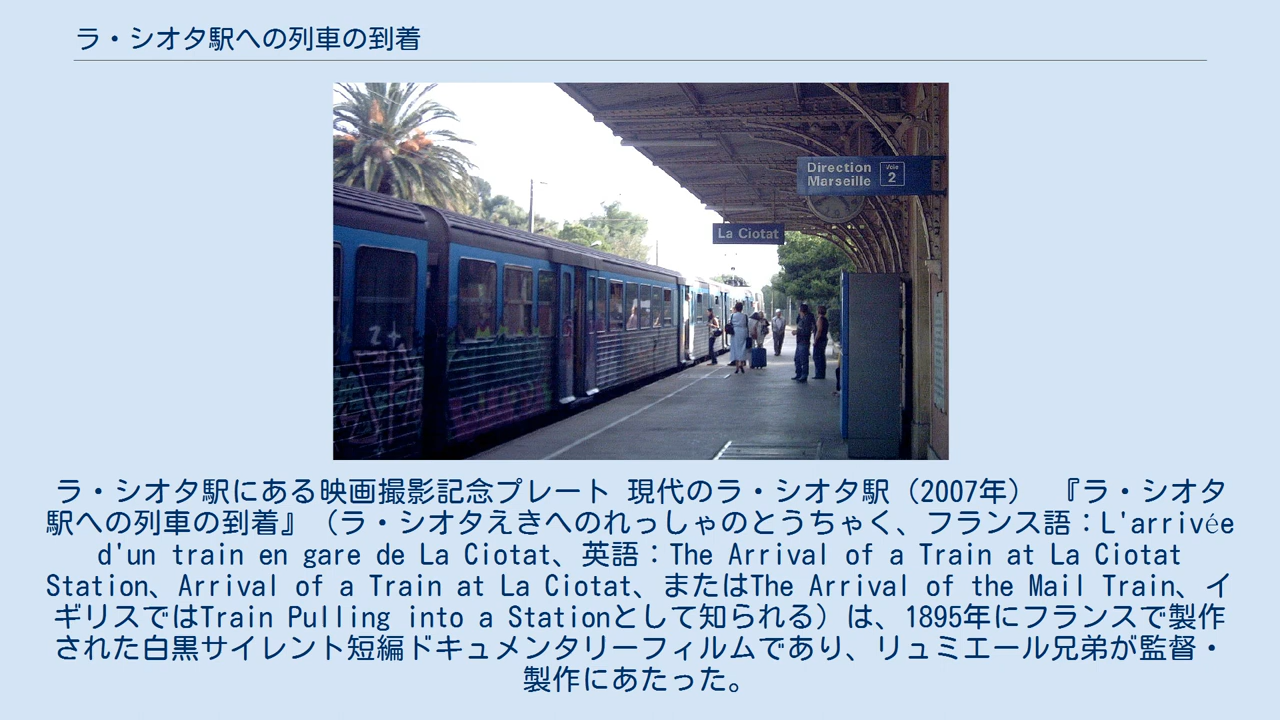 ラ・シオタ駅への列車の到着
Direction
Marseille
Voie
2
La Ciotat
ラ・シオタ駅にある映画撮影記念プレート 現代のラ・シオタ駅（2007年） 『ラ・シオタ
駅への列車の到着』（ラ・シオタえきへのれっしゃのとうちゃく、フランス語：L'arrivée
d'un train en gare de La Ciotat、英語：The Arrival of a Train at La Ciotat
Station、Arrival of a Train at La Ciotat、またはThe Arrival of the Mail Train、イ
ギリスではTrain Pulling into a Stationとして知られる）は、1895年にフランスで製作
された白黒サイレント短編ドキュメンタリーフィルムであり、リュミエール兄弟が監督・
製作にあたった。